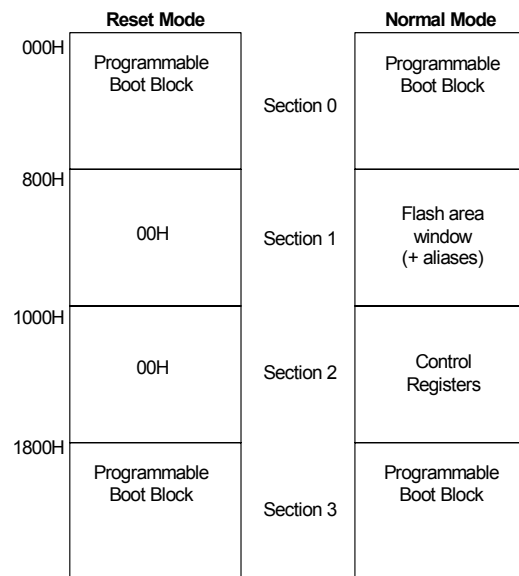 Reset Mode
Normal Mode
000H
Programmable
Boot Block
Section 0
Programmable
Boot Block
800H
00H
Section 1
Flash area
window
(+ aliases)
1000H
00H
Section 2
Control
Registers
1800H
Programmable
Boot Block
Section 3
Programmable
Boot Block